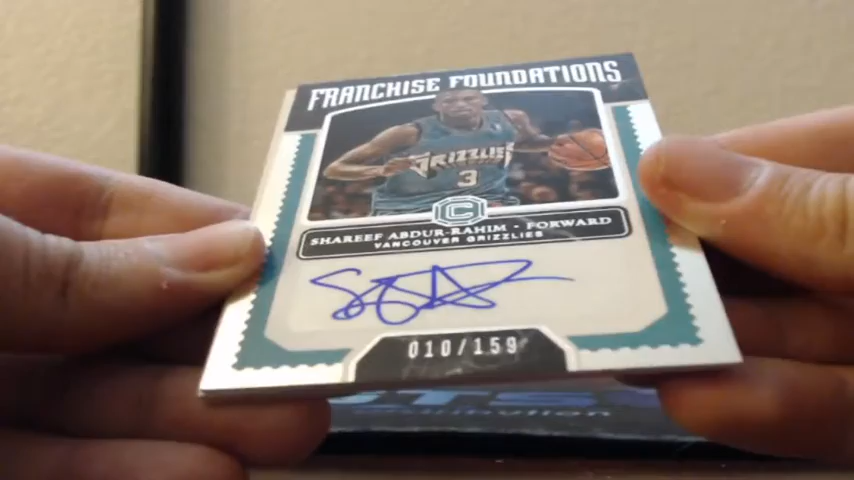 FRANCHISE FOUNDATIONS
GRIZZLIES
3
C
SHAREEF ABDUR-RAHIM · FORWARD
VANCOUVER GRIZZLIES
010/159